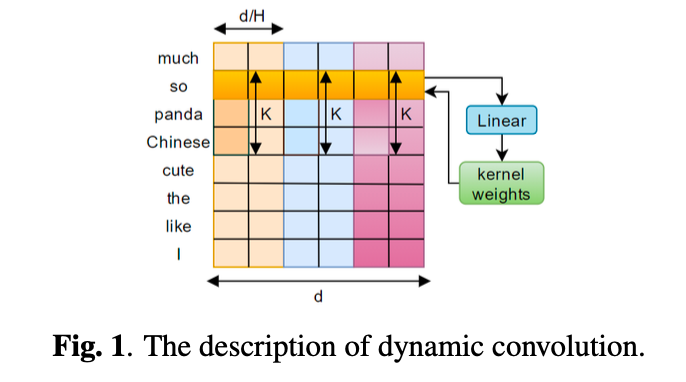 d/H
much
so
panda
K
K
K
Linear
Chinese
cute
kernel
weights
the
like
I
d
Fig. 1. The description of dynamic convolution.